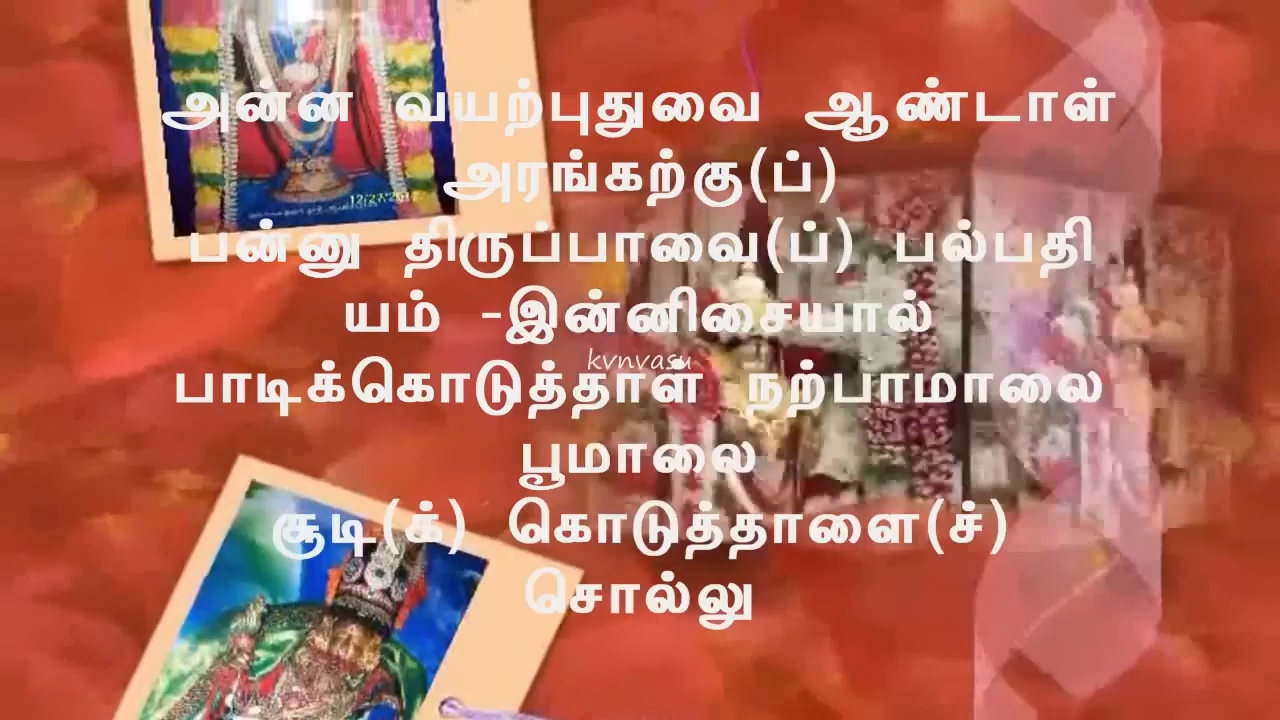 அன்ன வயற்புதுவை ஆண்டாள்
அரங்கற்கு(ப்)
பன்னு திருப்பாவை(ப்) பல்பதி
யம் -இன்னிசையால்
kvnvasu
பாடிக்கொடுத்தாள் நற்பாமாலை
பூமாலை
சூடி(க்) கொடுத்தாளை(ச்)
சொல்லு